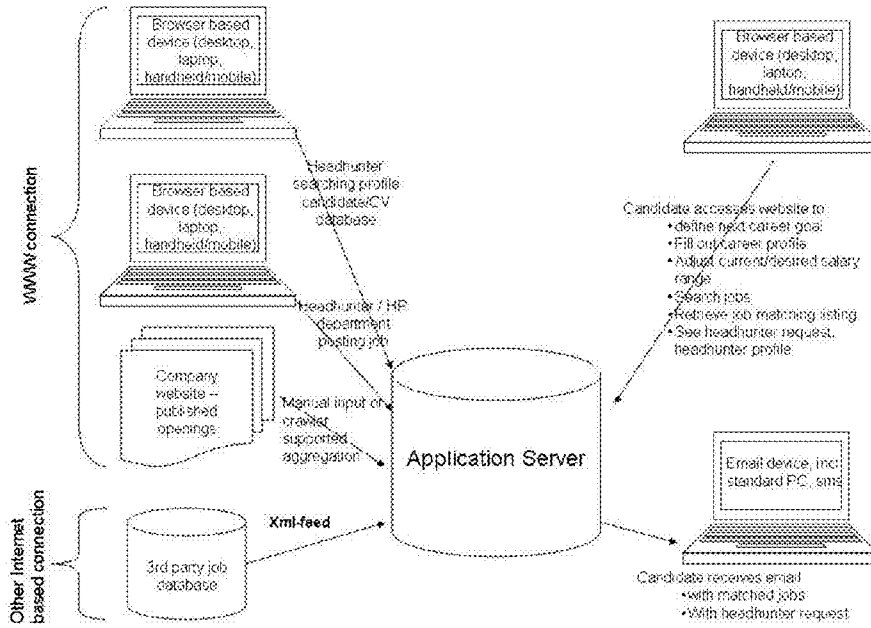 Browser based
device (desktop,
laptop,
handheld/mobile)
Headhunter
searching profile
candidate/CV
database
WWW connection
Browser based
device (desktop,
laptop,
handheld/mobile)
Headhunter / HR
department
posting job
Company
website –
published
openings
Manual input or
crawler
supported
aggregation
Other Internet
based connection
3rd party job
database
Xml-feed
Application Server
Browser based
device (desktop,
laptop,
handheld/mobile)
Candidate accesses website to
•define next career goal
•Fill out career profile
•Adjust current/desired salary
range
•Search jobs
•Retrieve job matching listing
•See headhunter request,
headhunter profile
Email device, incl
standard PC, sms
Candidate receives email
•with matched jobs
•With headhunter request